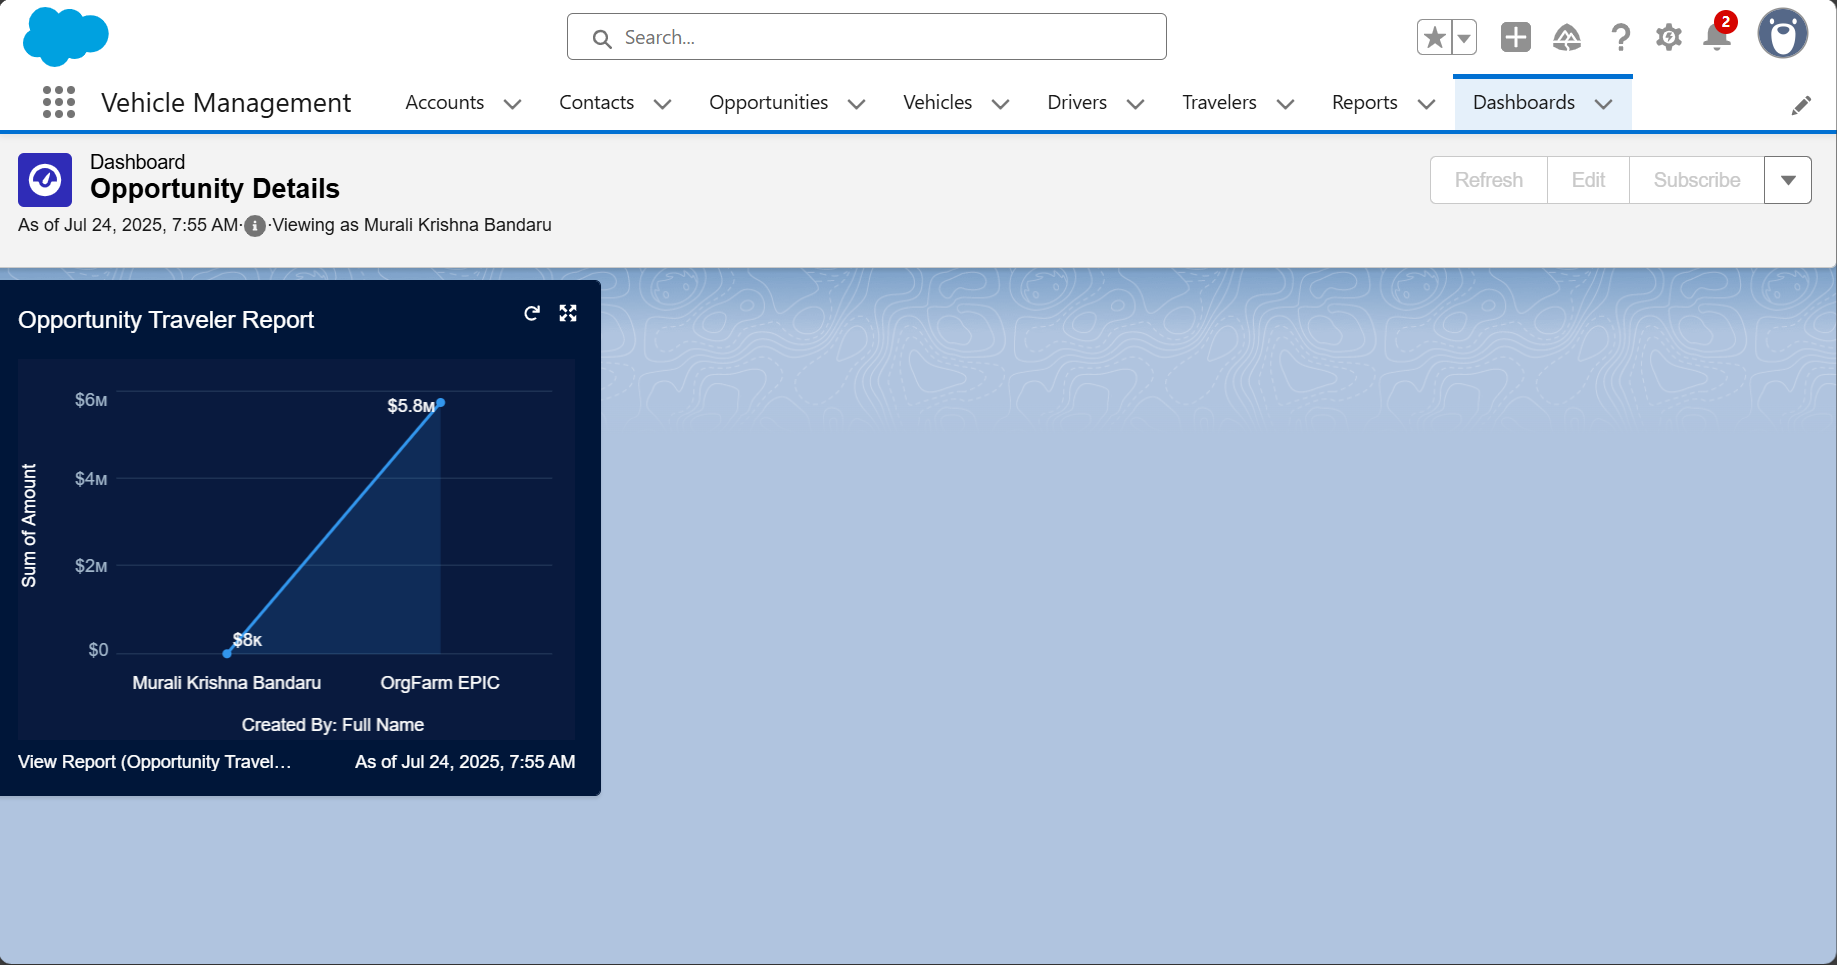 Search...
2
Vehicle Management
Accounts
Contacts
Opportunities
Vehicles
Drivers
Travelers
Reports
Dashboards
Dashboard
Opportunity Details
As of Jul 24, 2025, 7:55 AM·Viewing as Murali Krishna Bandaru
Refresh
Edit
Subscribe
Opportunity Traveler Report
Sum of Amount
$6M
$5.8M
$4M
$2M
$8K
$0
Murali Krishna Bandaru
OrgFarm EPIC
Created By: Full Name
View Report (Opportunity Travel...
As of Jul 24, 2025, 7:55 AM